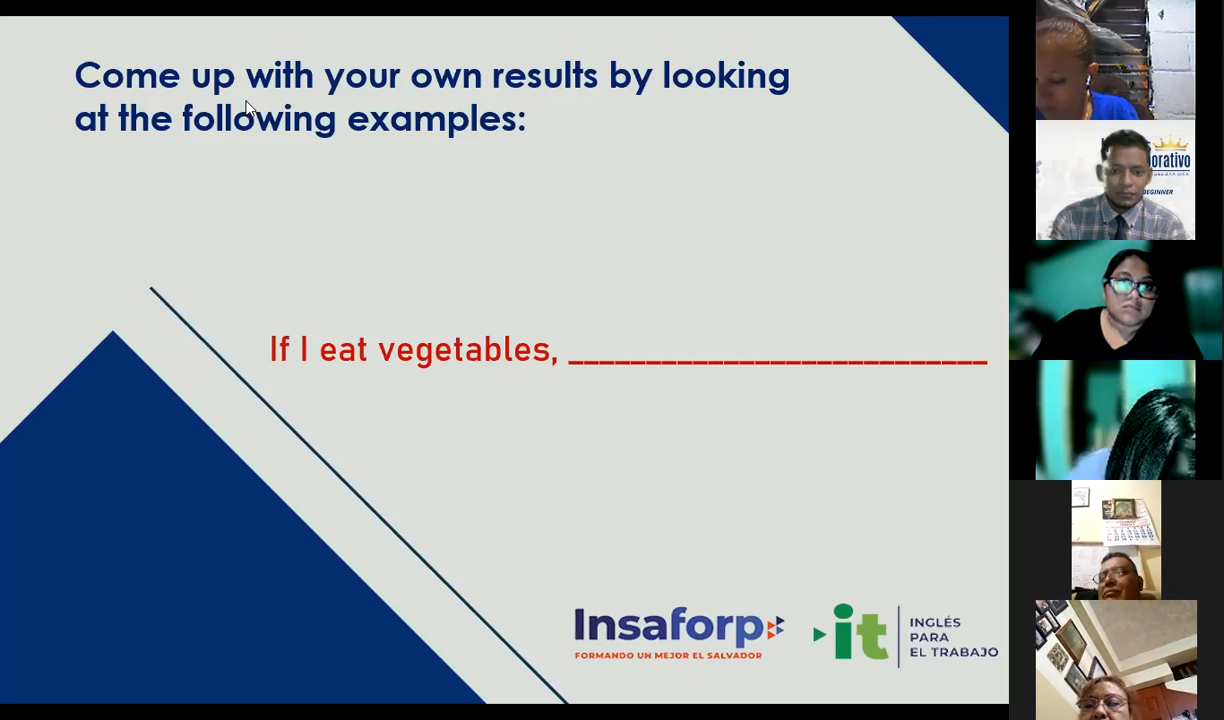 Come up with your own results by looking
at the following examples:
If I eat vegetables, ___________________________
Insaforp
FORMANDO UN MEJOR EL SALVADOR
it
INGLÉS
PARA
EL TRABAJO
orativo
BEGINNER